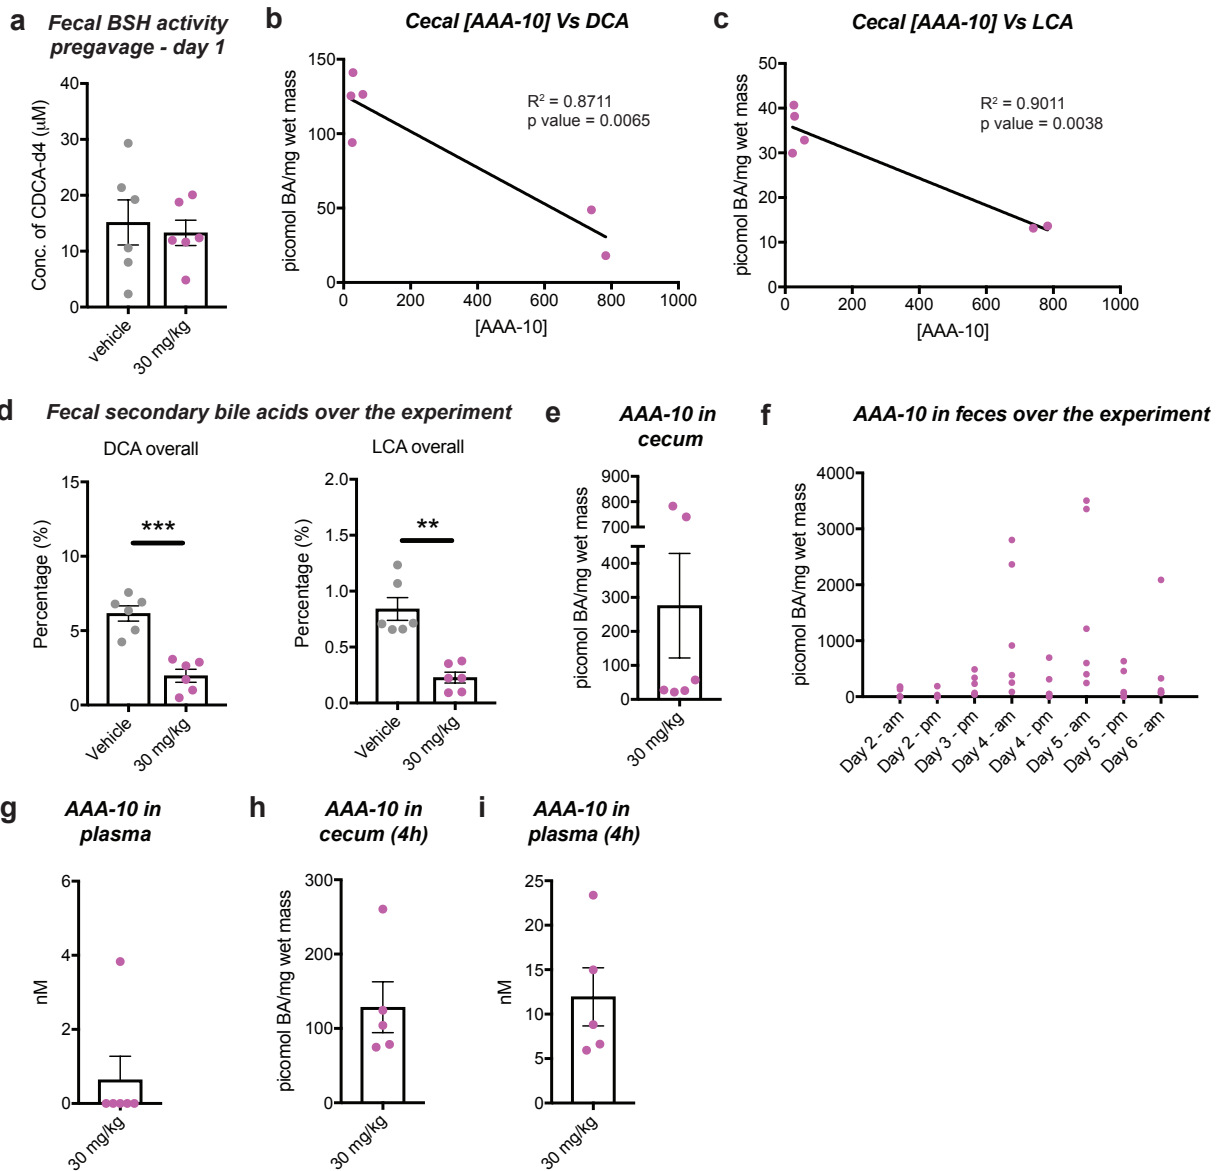 a Fecal BSH activity
pregavage - day 1
Conc. of CDCA-d4 (μM)
40
30
20
10
0
vehicle
30 mg/kg
b Cecal [AAA-10] Vs DCA
picomol BA/mg wet mass
150
100
50
0
R² = 0.8711
p value = 0.0065
0 200 400 600 800 1000
[AAA-10]
c Cecal [AAA-10] Vs LCA
picomol BA/mg wet mass
50
40
30
20
10
0
R² = 0.9011
p value = 0.0038
0 200 400 600 800 1000
[AAA-10]
d Fecal secondary bile acids over the experiment
DCA overall
Percentage (%)
15
10
5
0
***
Vehicle
30 mg/kg
LCA overall
Percentage (%)
2.0
1.5
1.0
0.5
0.0
**
Vehicle
30 mg/kg
e AAA-10 in
cecum
picomol BA/mg wet mass
900
800
700
400
300
200
100
0
30 mg/kg
f AAA-10 in feces over the experiment
picomol BA/mg wet mass
4000
3000
2000
1000
0
Day 2 - am
Day 2 - pm
Day 3 - pm
Day 4 - am
Day 4 - pm
Day 5 - am
Day 5 - pm
Day 6 - am
g AAA-10 in
plasma
nM
6
4
2
0
30 mg/kg
h AAA-10 in
cecum (4h)
picomol BA/mg wet mass
300
200
100
0
30 mg/kg
i AAA-10 in
plasma (4h)
nM
25
20
15
10
5
0
30 mg/kg